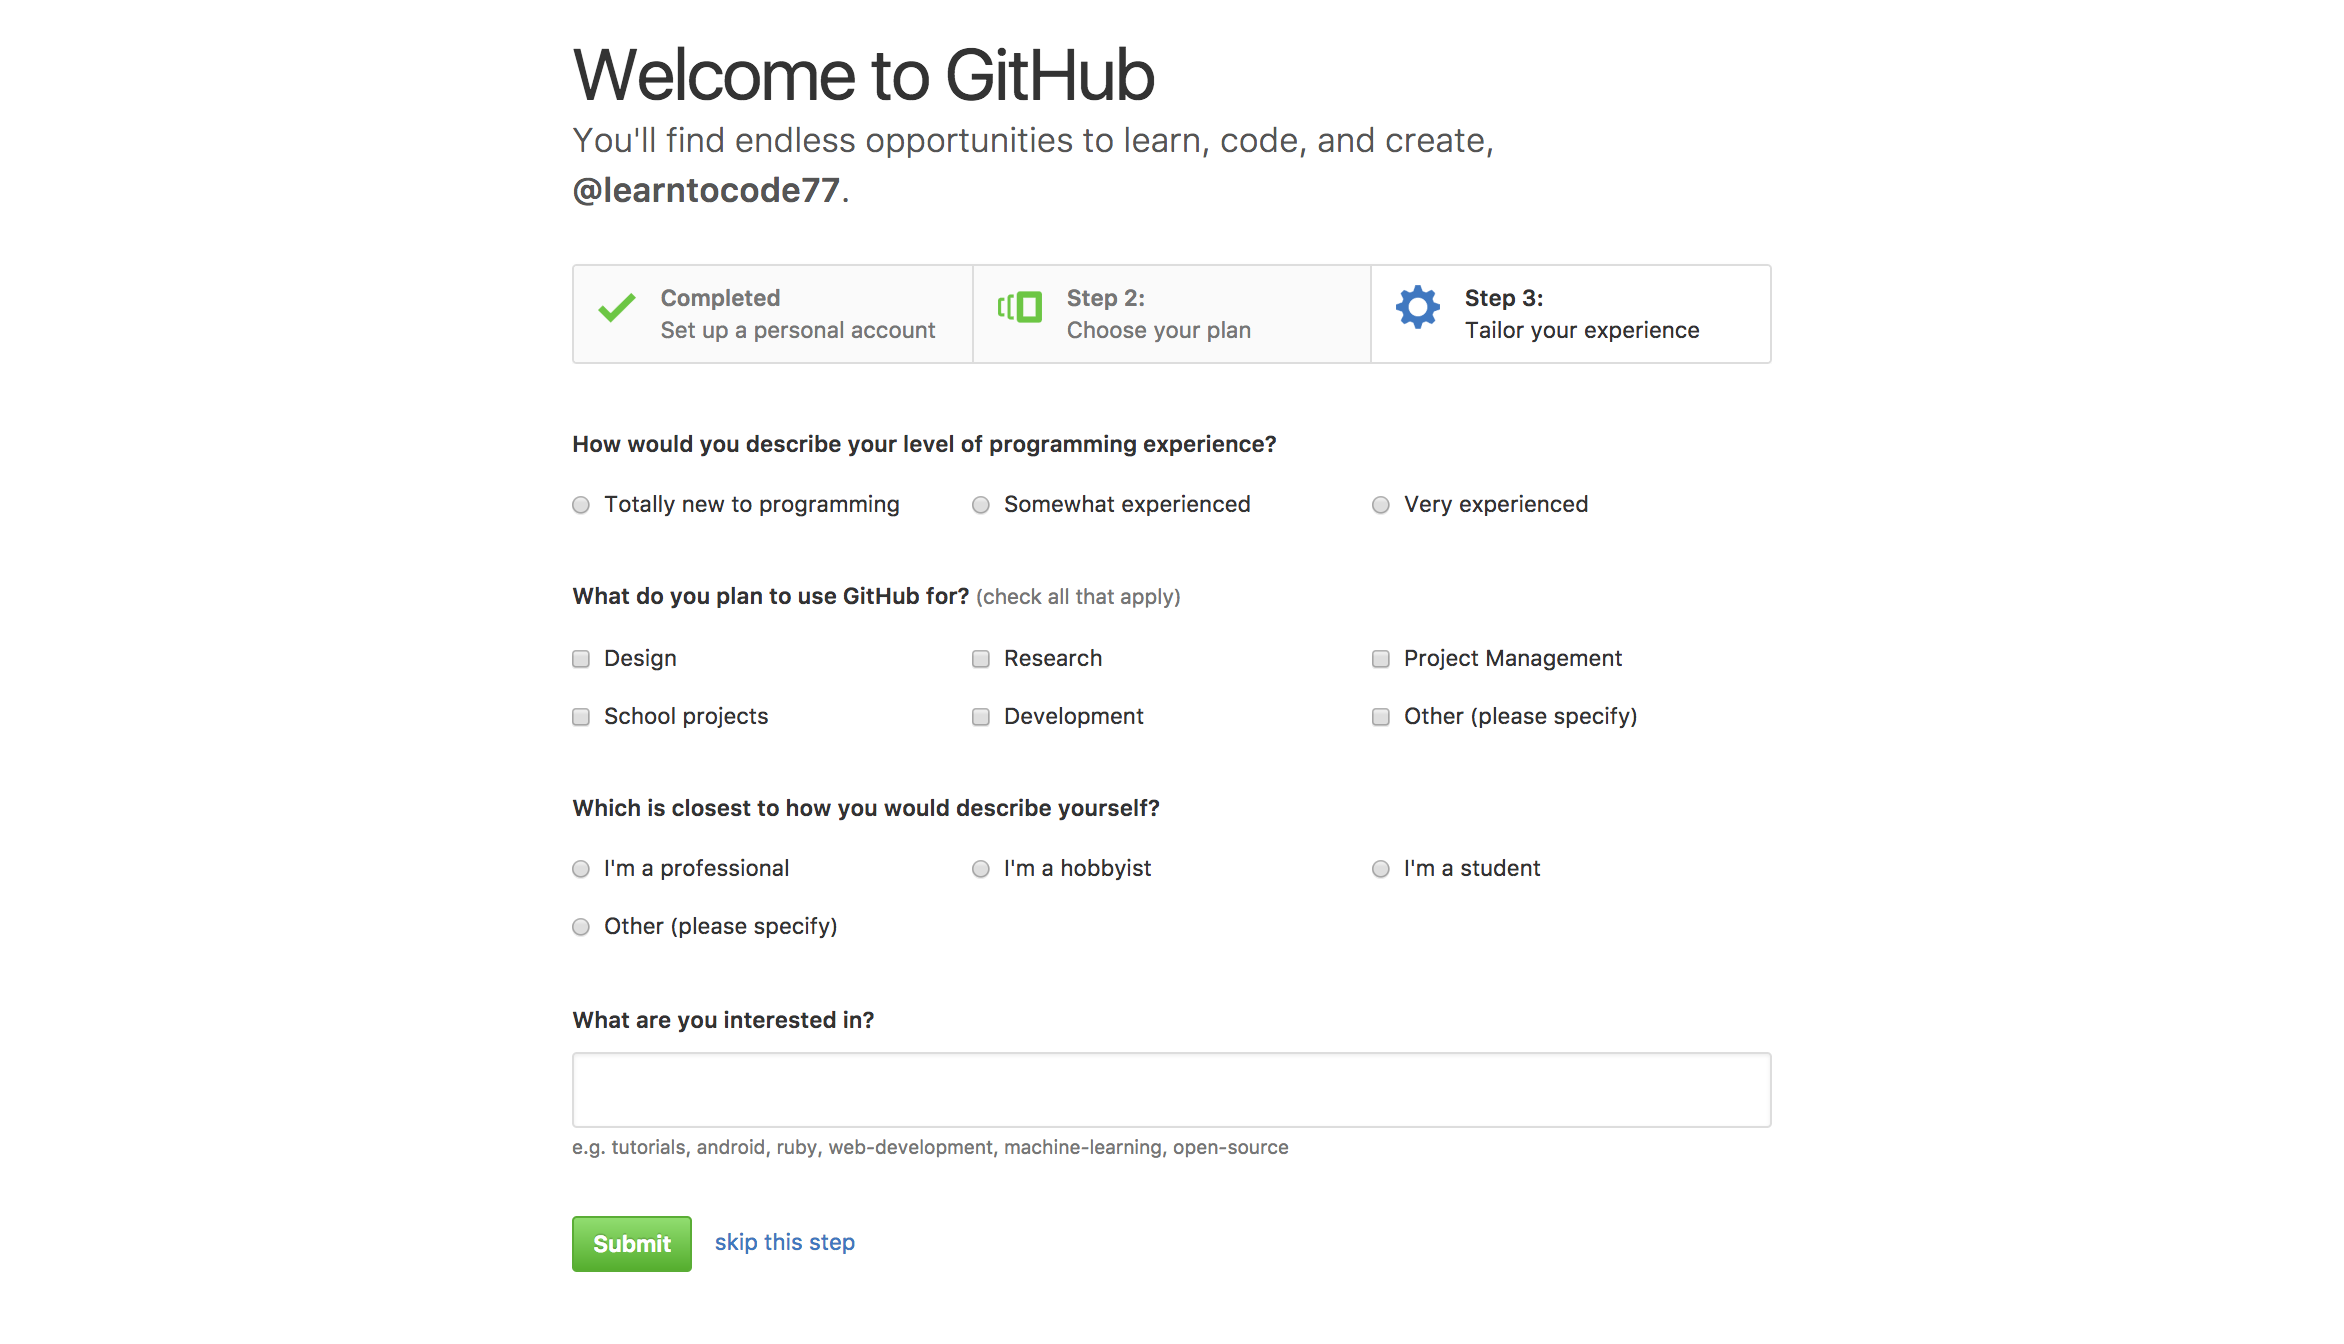 Welcome to GitHub
You'll find endless opportunities to learn, code, and create,
@learntocode77.
Completed
Set up a personal account
Step 2:
Choose your plan
Step 3:
Tailor your experience
How would you describe your level of programming experience?
Totally new to programming
Somewhat experienced
Very experienced
What do you plan to use GitHub for? (check all that apply)
Design
Research
Project Management
School projects
Development
Other (please specify)
Which is closest to how you would describe yourself?
I'm a professional
I'm a hobbyist
I'm a student
Other (please specify)
What are you interested in?
e.g. tutorials, android, ruby, web-development, machine-learning, open-source
Submit
skip this step